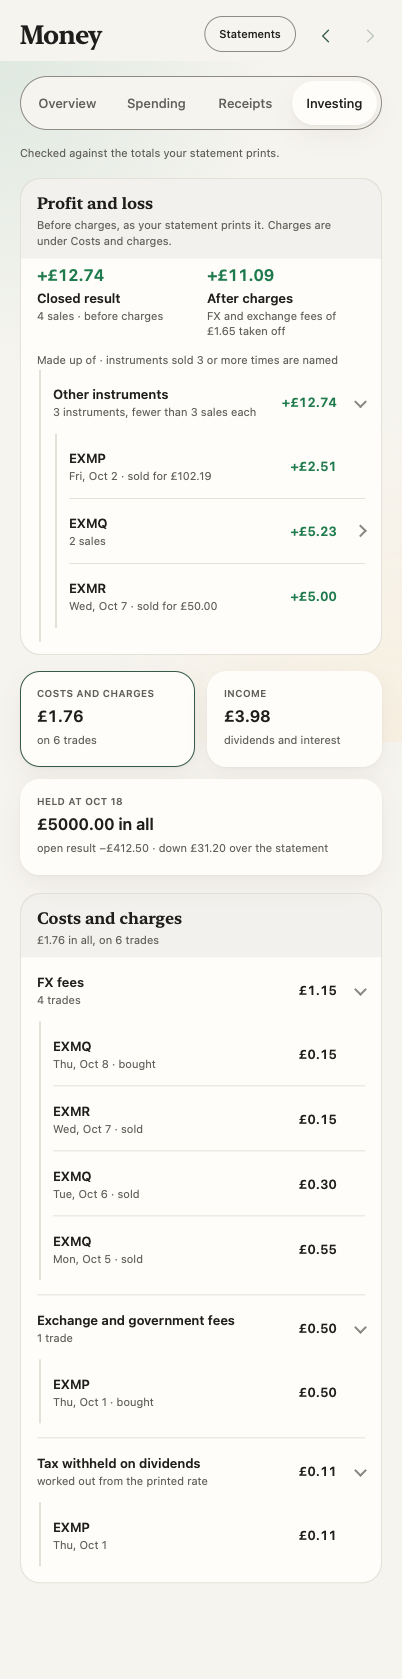 Money
Statements
Overview
Spending
Receipts
Investing
Checked against the totals your statement prints.
Profit and loss
Before charges, as your statement prints it. Charges are
under Costs and charges.
+£12.74
Closed result
4 sales · before charges
+£11.09
After charges
FX and exchange fees of
£1.65 taken off
Made up of · instruments sold 3 or more times are named
Other instruments
3 instruments, fewer than 3 sales each
+£12.74
EXMP
Fri, Oct 2 · sold for £102.19
+£2.51
EXMQ
2 sales
+£5.23
EXMR
Wed, Oct 7 · sold for £50.00
+£5.00
COSTS AND CHARGES
£1.76
on 6 trades
INCOME
£3.98
dividends and interest
HELD AT OCT 18
£5000.00 in all
open result −£412.50 · down £31.20 over the statement
Costs and charges
£1.76 in all, on 6 trades
FX fees
4 trades
£1.15
EXMQ
Thu, Oct 8 · bought
£0.15
EXMR
Wed, Oct 7 · sold
£0.15
EXMQ
Tue, Oct 6 · sold
£0.30
EXMQ
Mon, Oct 5 · sold
£0.55
Exchange and government fees
1 trade
£0.50
EXMP
Thu, Oct 1 · bought
£0.50
Tax withheld on dividends
worked out from the printed rate
£0.11
EXMP
Thu, Oct 1
£0.11